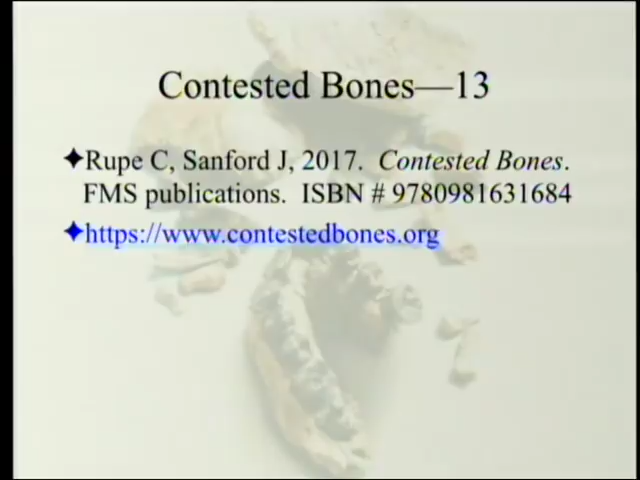 Contested Bones—13
✦Rupe C, Sanford J, 2017. Contested Bones.
FMS publications. ISBN # 9780981631684
✦https://www.contestedbones.org